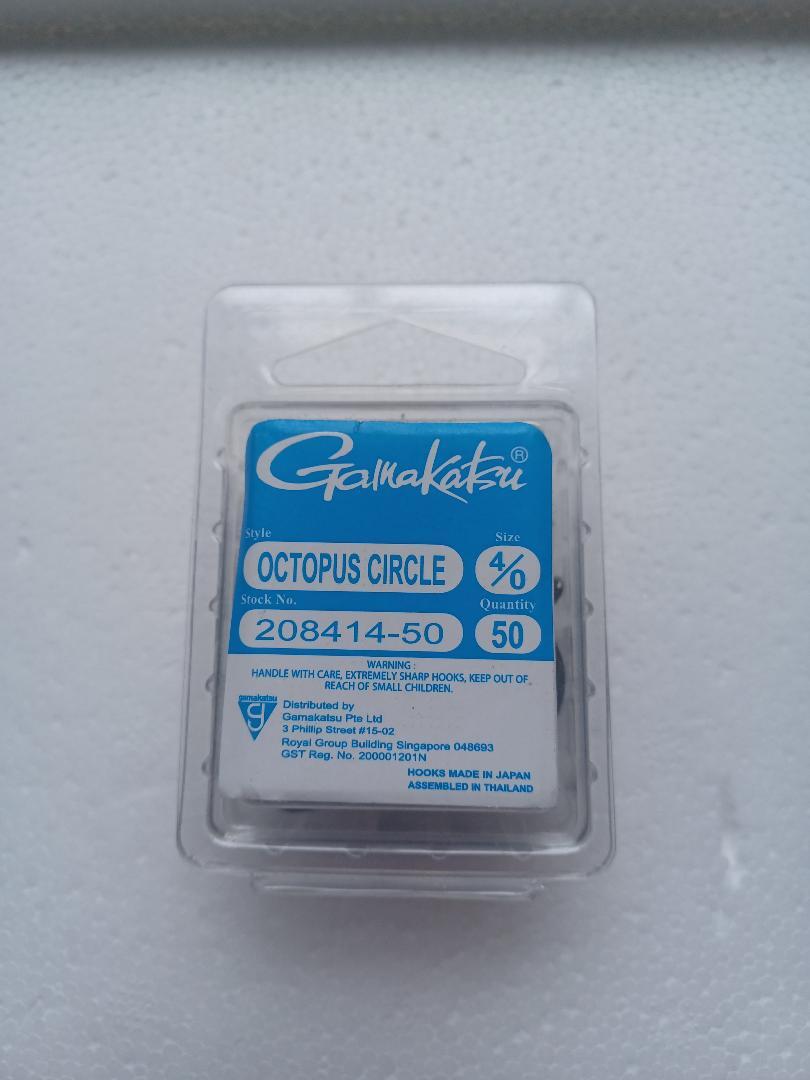 Gamakatsu®
Style Size
OCTOPUS CIRCLE 4/0
Stock No. Quantity
208414-50 50
WARNING :
HANDLE WITH CARE, EXTREMELY SHARP HOOKS, KEEP OUT OF
REACH OF SMALL CHILDREN.
gamakatsu
Distributed by
Gamakatsu Pte Ltd
3 Phillip Street #15-02
Royal Group Building Singapore 048693
GST Reg. No. 200001201N
HOOKS MADE IN JAPAN
ASSEMBLED IN THAILAND